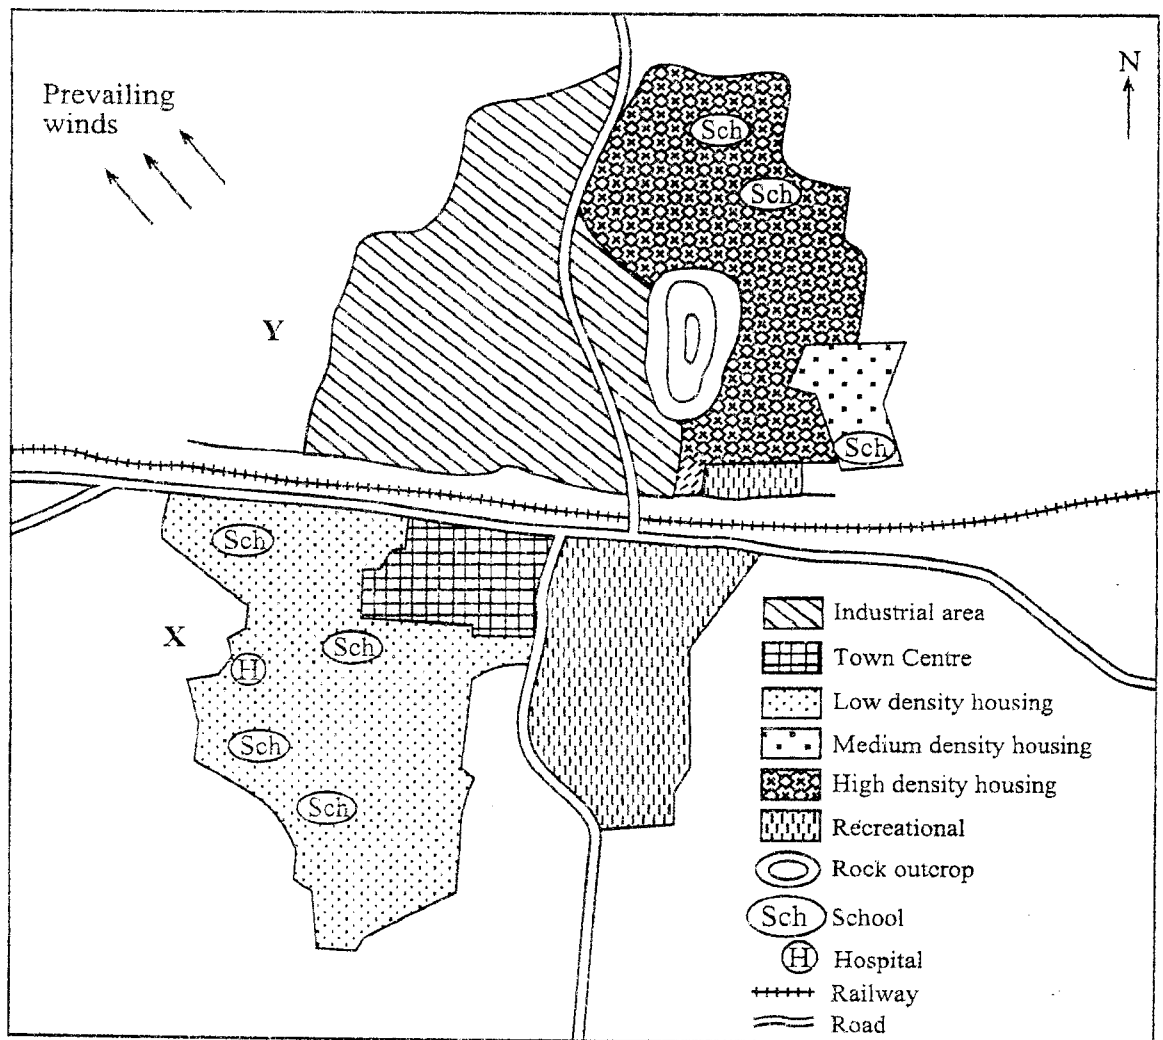 Prevailing
winds
N
Sch
Sch
Y
Sch
Sch
X
Sch
H
Sch
Sch
Industrial area
Town Centre
Low density housing
Medium density housing
High density housing
Recreational
Rock outcrop
Sch School
H Hospital
Railway
Road